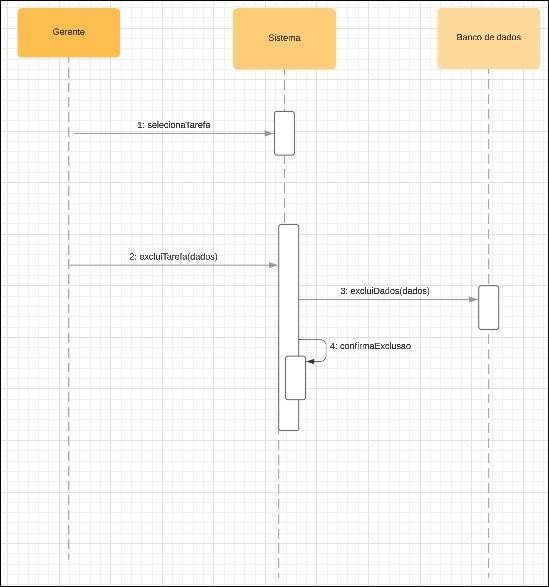 Gerente
Sistema
Banco de dados
1: selecionaTarefa
2: excluiTarefa(dados)
3: excluiDados(dados)
4: confirmaExclusao